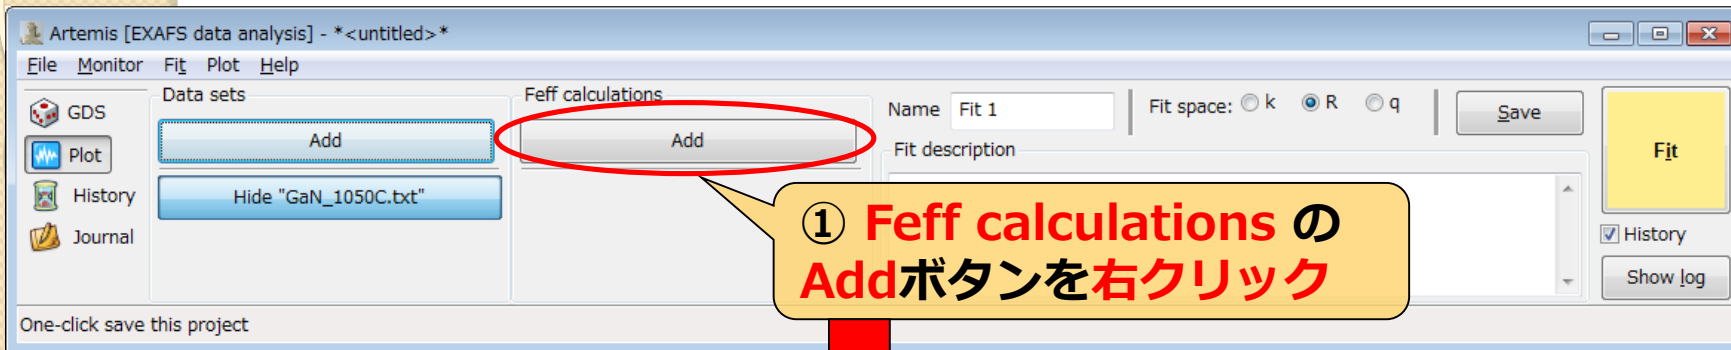 Artemis [EXAFS data analysis] - *<untitled>*
File Monitor Fit Plot Help
GDS
Plot
History
Journal
Data sets
Add
Hide "GaN_1050C.txt"
Feff calculations
Add
Name Fit 1
Fit space: k R q
Save
Fit description
Fit
History
Show log
① Feff calculations の
Addボタンを右クリック
One-click save this project